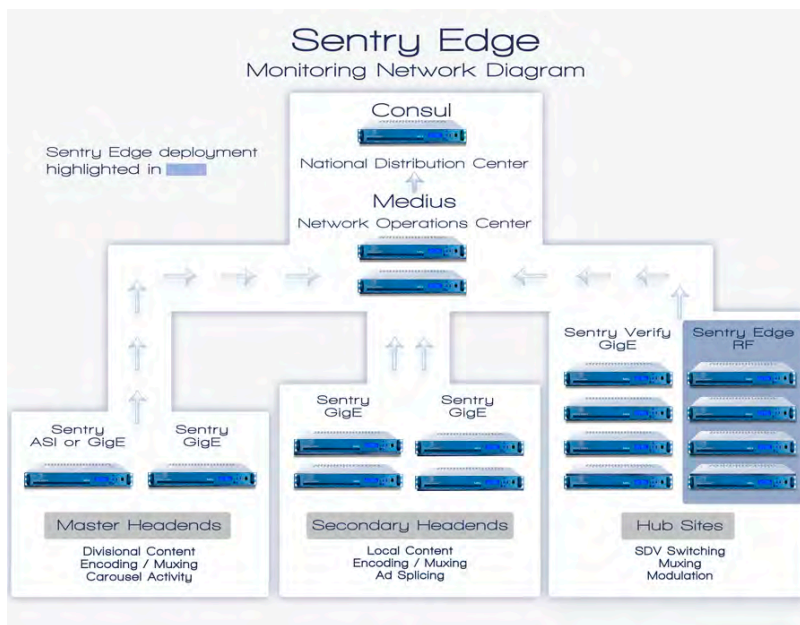 Sentry Edge
Monitoring Network Diagram
Consul
National Distribution Center
Sentry Edge deployment
highlighted in
Medius
Network Operations Center
Sentry Verify
GigE
Sentry Edge
RF
Sentry
ASI or GigE
Sentry
GigE
Sentry
GigE
Sentry
GigE
Master Headends
Divisional Content
Encoding / Muxing
Carousel Activity
Secondary Headends
Local Content
Encoding / Muxing
Ad Splicing
Hub Sites
SDV Switching
Muxing
Modulation